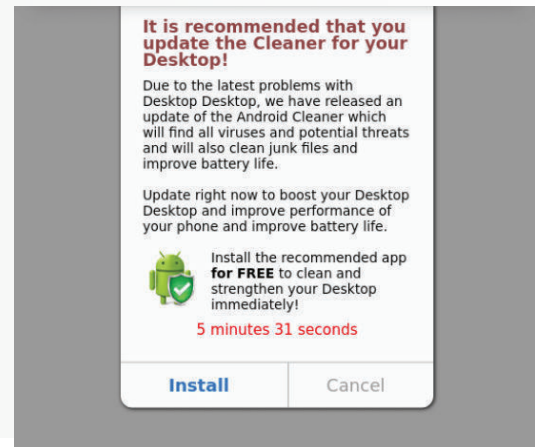 It is recommended that you
update the Cleaner for your
Desktop!
Due to the latest problems with
Desktop Desktop, we have released an
update of the Android Cleaner which
will find all viruses and potential threats
and will also clean junk files and
improve battery life.
Update right now to boost your Desktop
Desktop and improve performance of
your phone and improve battery life.
Install the recommended app
for FREE to clean and
strengthen your Desktop
immediately!
5 minutes 31 seconds
Install
Cancel